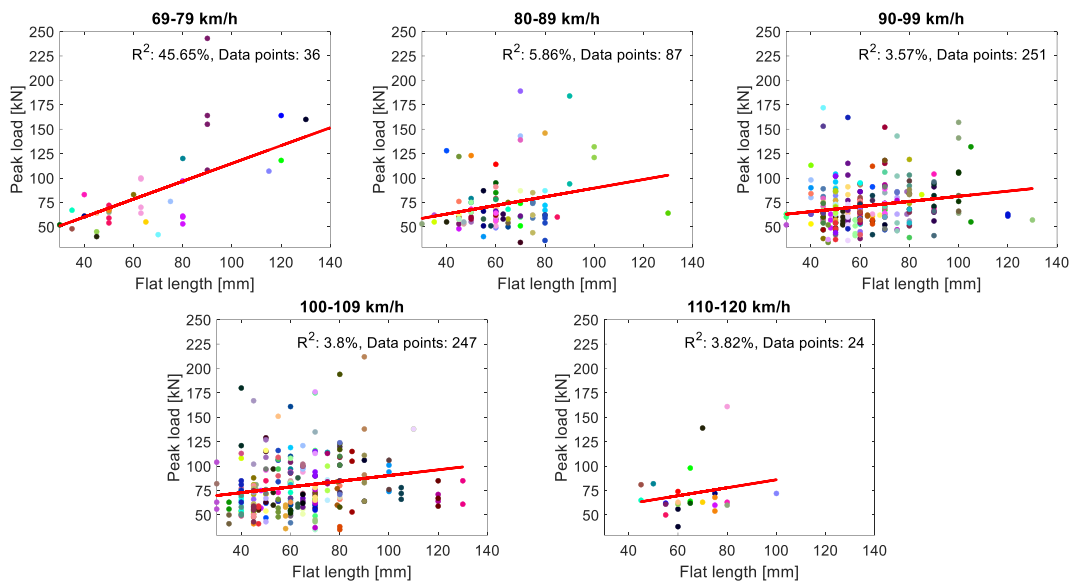 69-79 km/h
R2: 45.65%, Data points: 36
Peak load [kN]
250
225
200
175
150
125
100
75
50
40 60 80 100 120 140
Flat length [mm]
80-89 km/h
R2: 5.86%, Data points: 87
Peak load [kN]
250
225
200
175
150
125
100
75
50
40 60 80 100 120 140
Flat length [mm]
90-99 km/h
R2: 3.57%, Data points: 251
Peak load [kN]
250
225
200
175
150
125
100
75
50
40 60 80 100 120 140
Flat length [mm]
100-109 km/h
R2: 3.8%, Data points: 247
Peak load [kN]
250
225
200
175
150
125
100
75
50
40 60 80 100 120 140
Flat length [mm]
110-120 km/h
R2: 3.82%, Data points: 24
Peak load [kN]
250
225
200
175
150
125
100
75
50
40 60 80 100 120 140
Flat length [mm]